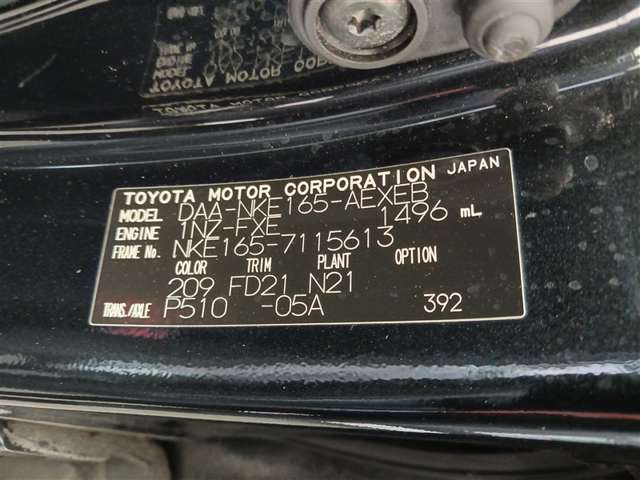 TOYOTA MOTOR CORPORATION JAPAN
MODEL DAA-NKE165-AEXEB
ENGINE 1NZ-FXE 1496 mL
FRAME No. NKE165-7115613
COLOR TRIM PLANT OPTION
209 FD21 N21
TRANS./AXLE P510 -05A 392